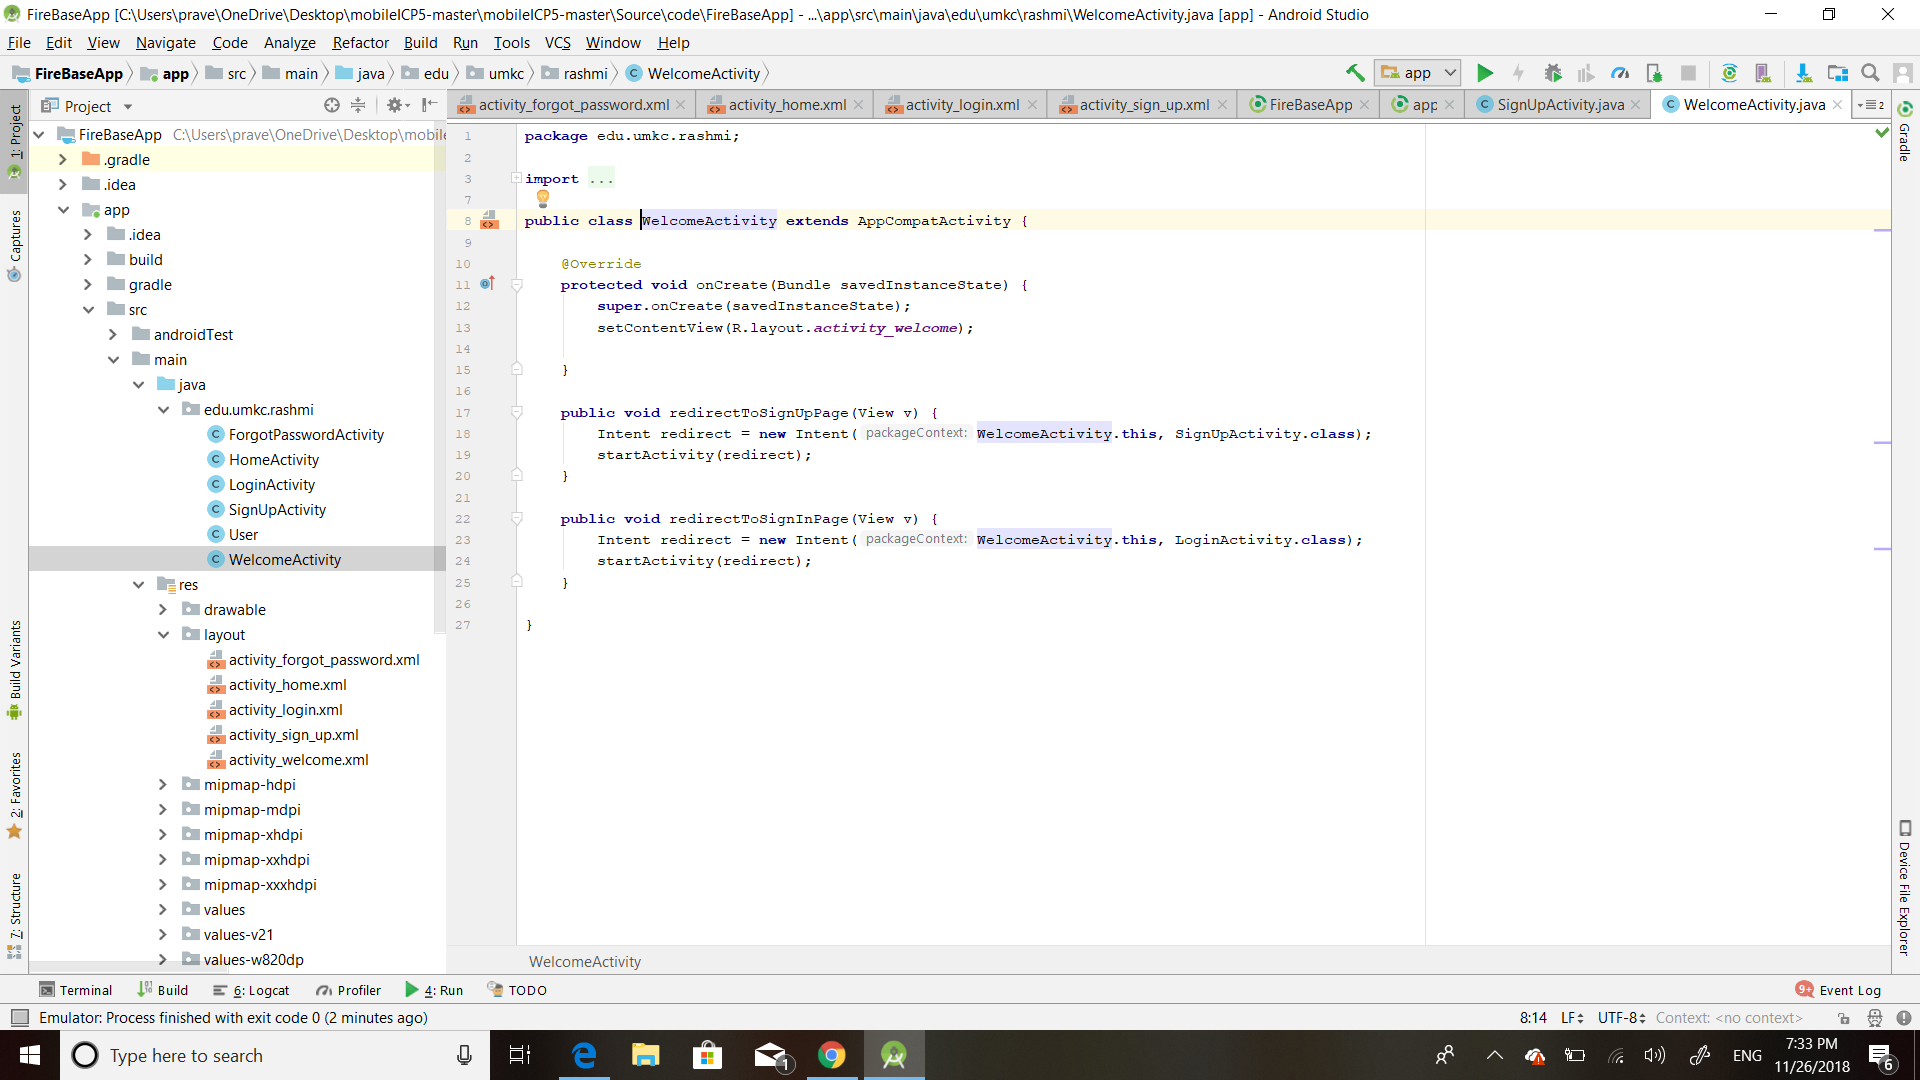 FireBaseApp [C:\Users\prave\OneDrive\Desktop\mobileICP5-master\mobileICP5-master\Source\code\FireBaseApp] - ...\app\src\main\java\edu\umkc\rashmi\WelcomeActivity.java [app] - Android Studio
File Edit View Navigate Code Analyze Refactor Build Run Tools VCS Window Help
FireBaseApp app src main java edu umkc rashmi WelcomeActivity app
Project
activity_forgot_password.xml activity_home.xml activity_login.xml activity_sign_up.xml FireBaseApp app SignUpActivity.java WelcomeActivity.java 2
1: Project
Captures
Build Variants
2: Favorites
7: Structure
FireBaseApp C:\Users\prave\OneDrive\Desktop\mobile
.gradle
.idea
app
.idea
build
gradle
src
androidTest
main
java
edu.umkc.rashmi
ForgotPasswordActivity
HomeActivity
LoginActivity
SignUpActivity
User
WelcomeActivity
res
drawable
layout
activity_forgot_password.xml
activity_home.xml
activity_login.xml
activity_sign_up.xml
activity_welcome.xml
mipmap-hdpi
mipmap-mdpi
mipmap-xhdpi
mipmap-xxhdpi
mipmap-xxxhdpi
values
values-v21
values-w820dp
1 package edu.umkc.rashmi;
2
3 import ...
7
8 public class WelcomeActivity extends AppCompatActivity {
9
10 @Override
11 protected void onCreate(Bundle savedInstanceState) {
12 super.onCreate(savedInstanceState);
13 setContentView(R.layout.activity_welcome);
14
15 }
16
17 public void redirectToSignUpPage(View v) {
18 Intent redirect = new Intent( packageContext: WelcomeActivity.this, SignUpActivity.class);
19 startActivity(redirect);
20 }
21
22 public void redirectToSignInPage(View v) {
23 Intent redirect = new Intent( packageContext: WelcomeActivity.this, LoginActivity.class);
24 startActivity(redirect);
25 }
26
27 }
WelcomeActivity
Gradle
Device File Explorer
Terminal Build 6: Logcat Profiler 4: Run TODO 9+ Event Log
Emulator: Process finished with exit code 0 (2 minutes ago) 8:14 LF UTF-8 Context: <no context>
Type here to search 1 ENG 7:33 PM 11/26/2018 6